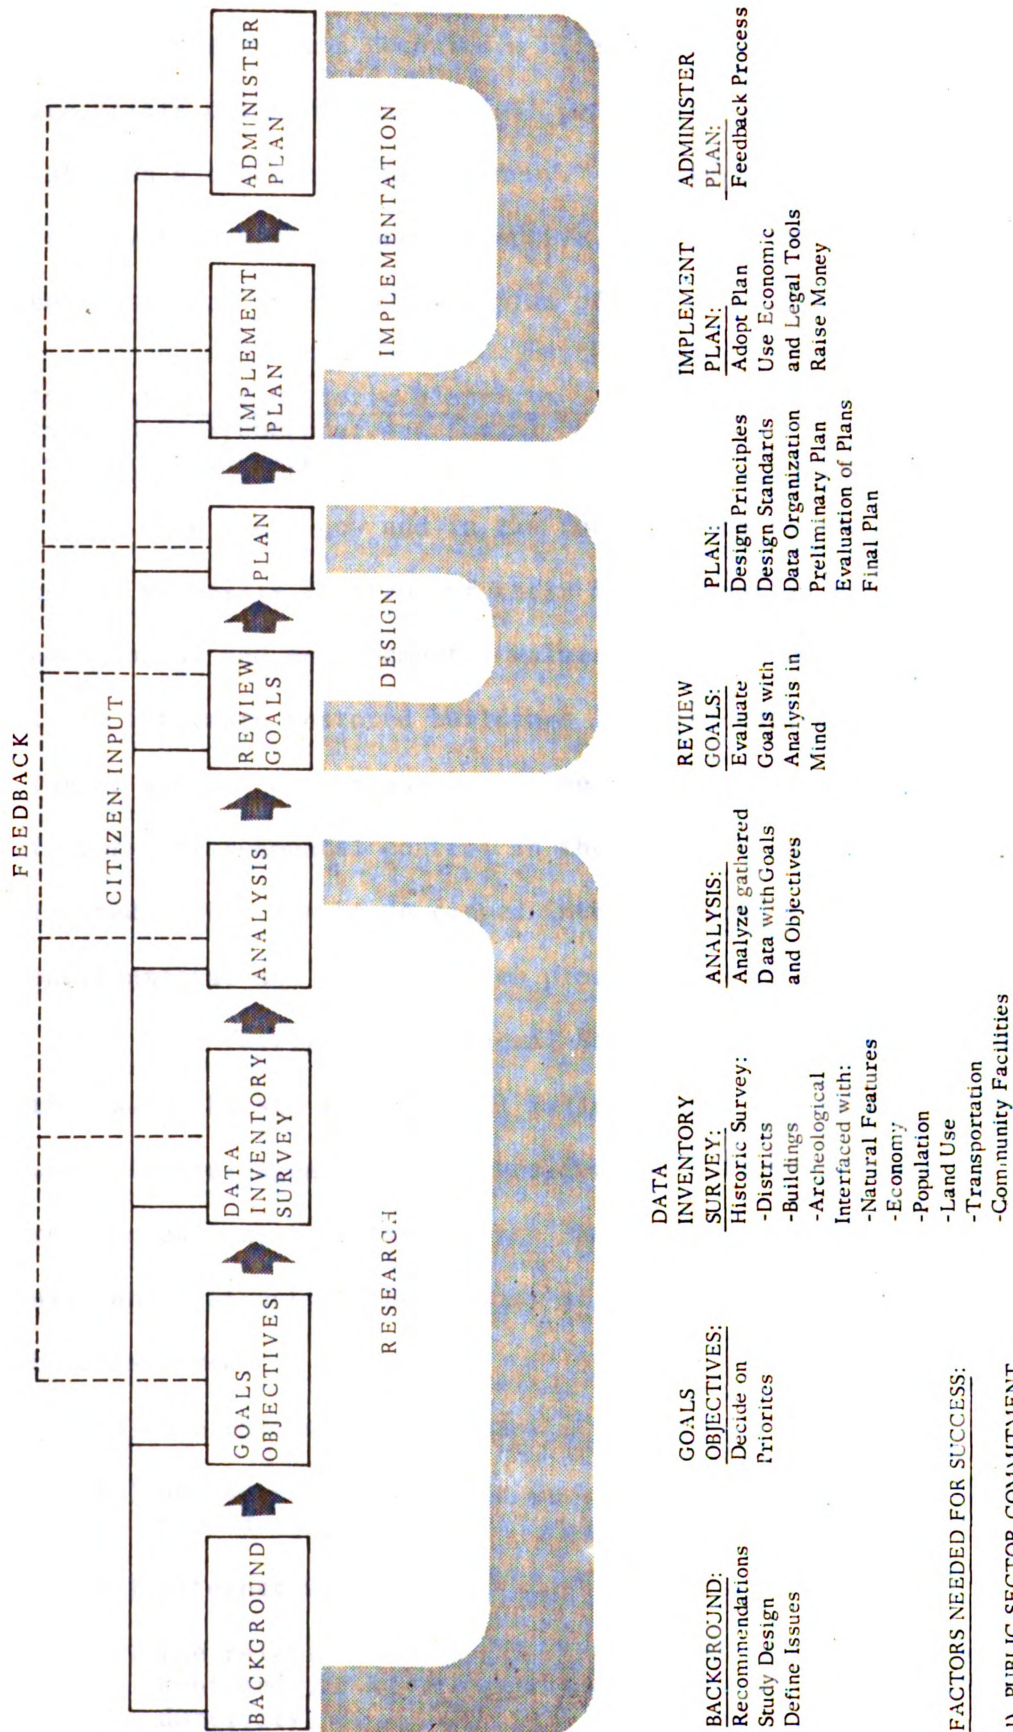 FEEDBACK
CITIZEN INPUT
BACKGROUND
GOALS
OBJECTIVES
DATA
INVENTORY
SURVEY
ANALYSIS
REVIEW
GOALS
PLAN
IMPLEMENT
PLAN
ADMINISTER
PLAN
RESEARCH
DESIGN
IMPLEMENTATION
BACKGROUND:
Recommendations
Study Design
Define Issues
GOALS
OBJECTIVES:
Decide on
Priorites
DATA
INVENTORY
SURVEY:
Historic Survey:
-Districts
-Buildings
-Archeological
Interfaced with:
-Natural Features
-Economy
-Population
-Land Use
-Transportation
-Community Facilities
ANALYSIS:
Analyze gathered
Data with Goals
and Objectives
REVIEW
GOALS:
Evaluate
Goals with
Analysis in
Mind
PLAN:
Design Principles
Design Standards
Data Organization
Preliminary Plan
Evaluation of Plans
Final Plan
IMPLEMENT
PLAN:
Adopt Plan
Use Economic
and Legal Tools
Raise Money
ADMINISTER
PLAN:
Feedback Process
FACTORS NEEDED FOR SUCCESS:
1) PUBLIC SECTOR COMMITMENT